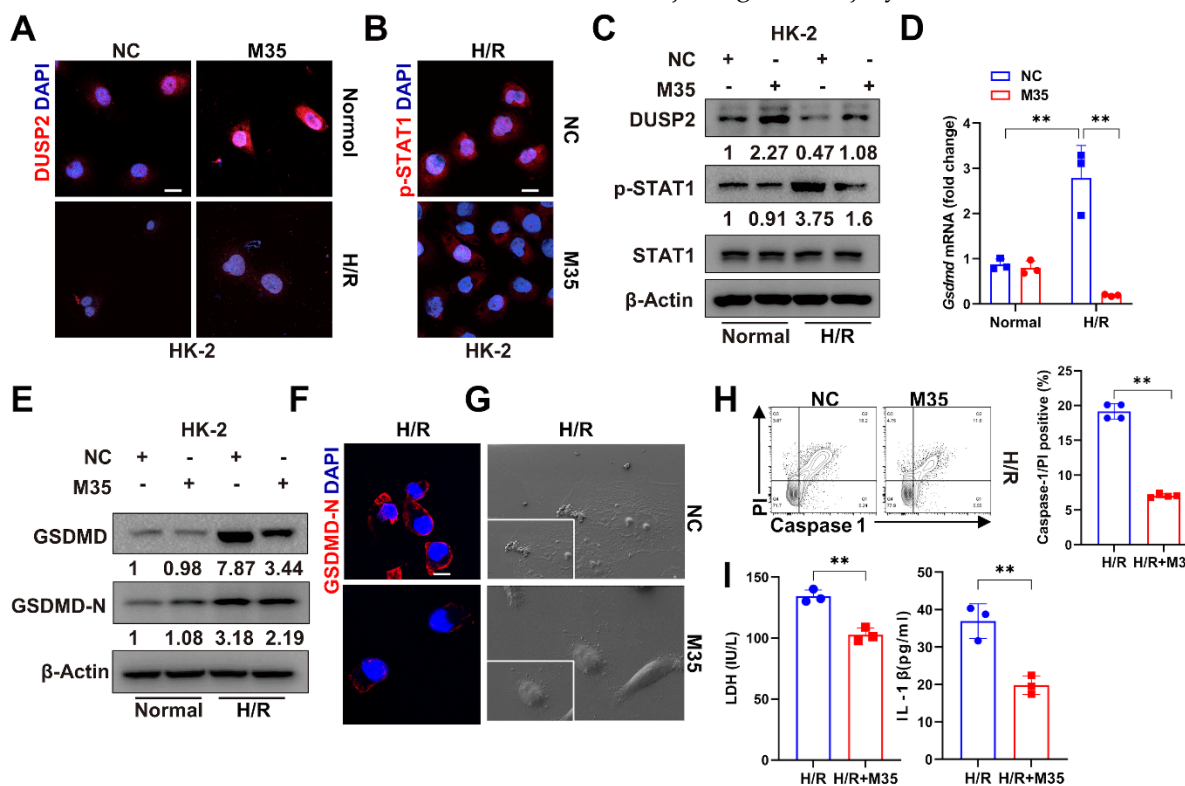 A
NC
M35
DUSP2 DAPI
Normol
H/R
HK-2
B
H/R
p-STAT1 DAPI
NC
M35
HK-2
C
HK-2
NC + - + -
M35 - + - +
DUSP2
1 2.27 0.47 1.08
p-STAT1
1 0.91 3.75 1.6
STAT1
β-Actin
Normal H/R
D
NC
M35
Gsdmd mRNA (fold change)
5
4
3
2
1
0
** **
Normal H/R
E
HK-2
NC + - + -
M35 - + - +
GSDMD
1 0.98 7.87 3.44
GSDMD-N
1 1.08 3.18 2.19
β-Actin
Normal H/R
F
H/R
GSDMD-N DAPI
G
H/R
NC
M35
H
NC
M35
H/R
PI
Caspase 1
Caspase-1/PI positive (%)
25
20
15
10
5
0
**
H/R H/R+M3
I
LDH (IU/L)
150
100
50
0
**
H/R H/R+M35
IL -1 β(pg/ml)
50
40
30
20
10
0
**
H/R H/R+M35